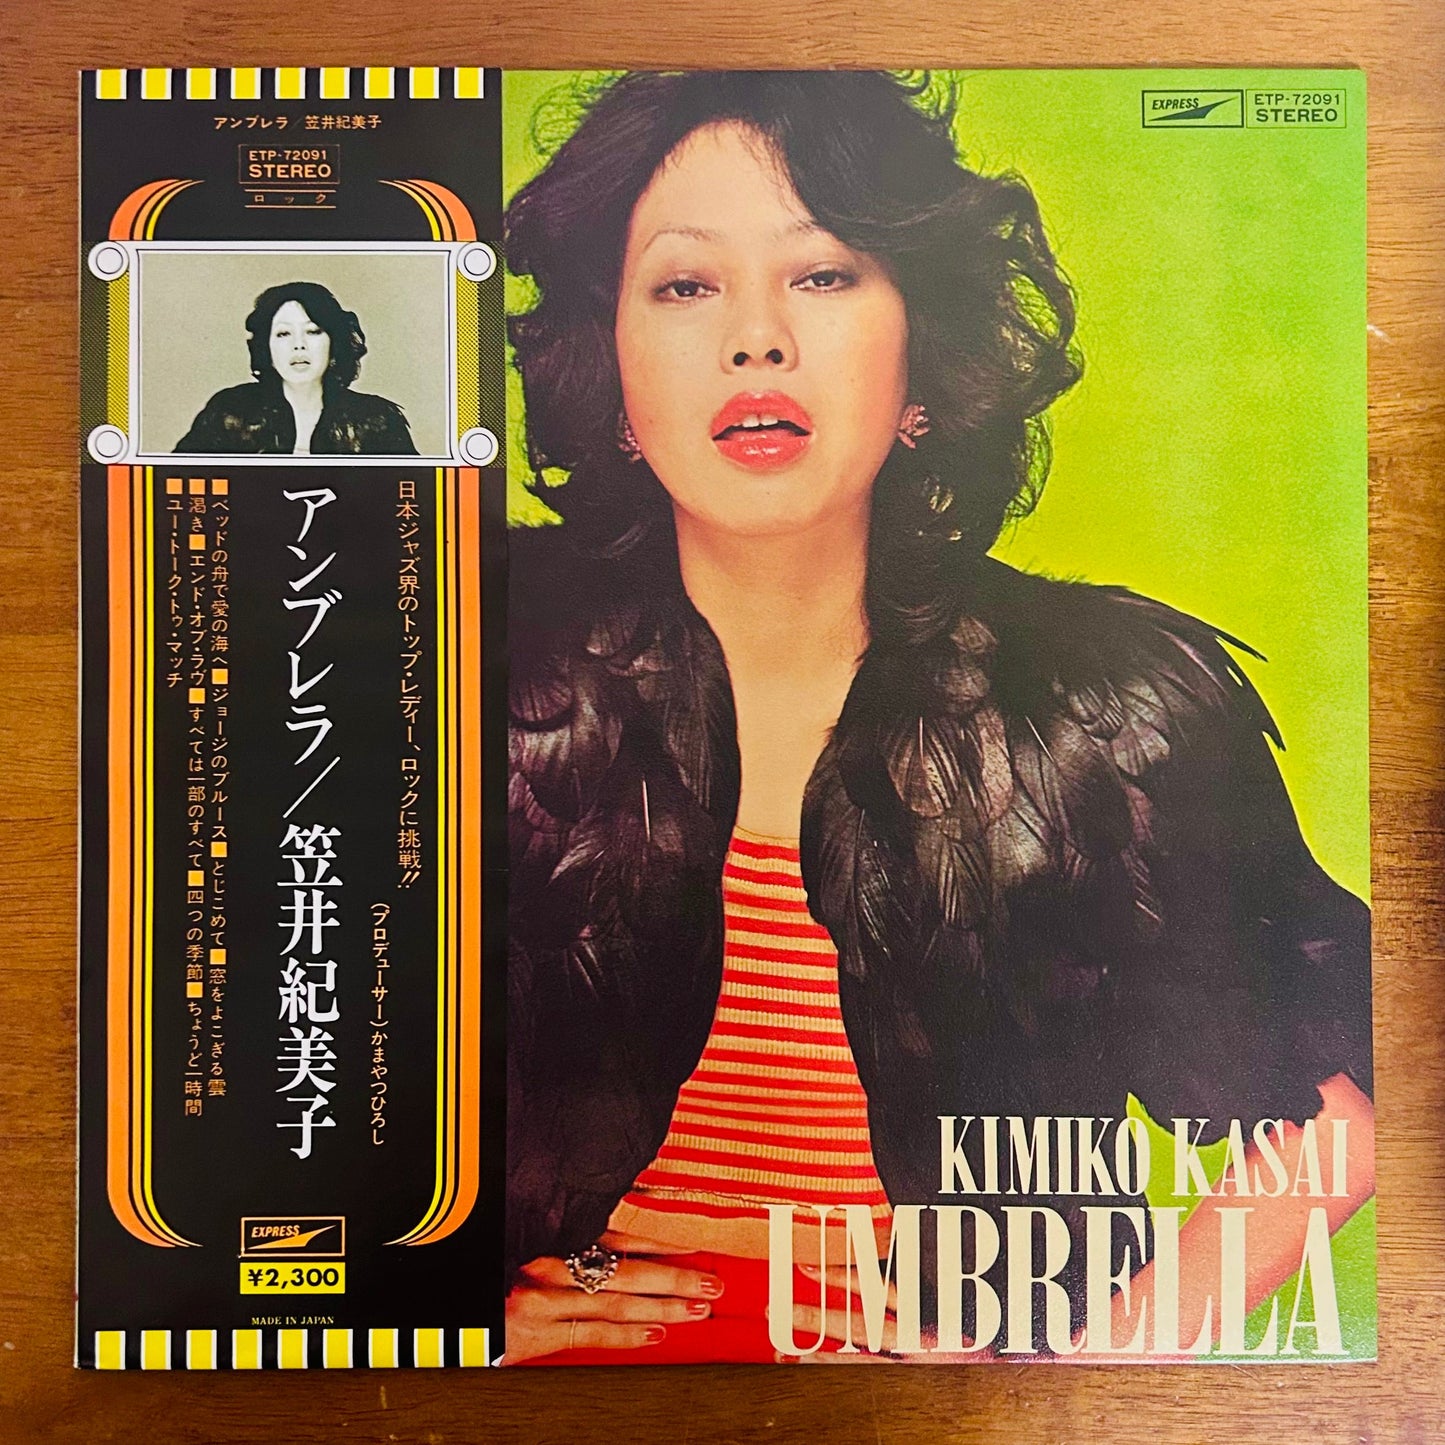 アンブレラ/笠井紀美子
ETP-72091
STEREO
ロック
日本ジャズ界のトップ・レディー、ロックに挑戦!!
(プロデューサー)かまやつひろし
アンブレラ/笠井紀美子
■ベッドの舟で愛の海へ■ジョージのブルース■とじこめて■窓をよこぎる雲
■渇き■エンド・オブ・ラヴ■すべては一部のすべて■四つの季節■ちょうど一時間
■ユー・トーク・トゥ・マッチ
EXPRESS
¥2,300
MADE IN JAPAN
EXPRESS
ETP-72091
STEREO
KIMIKO KASAI
UMBRELLA